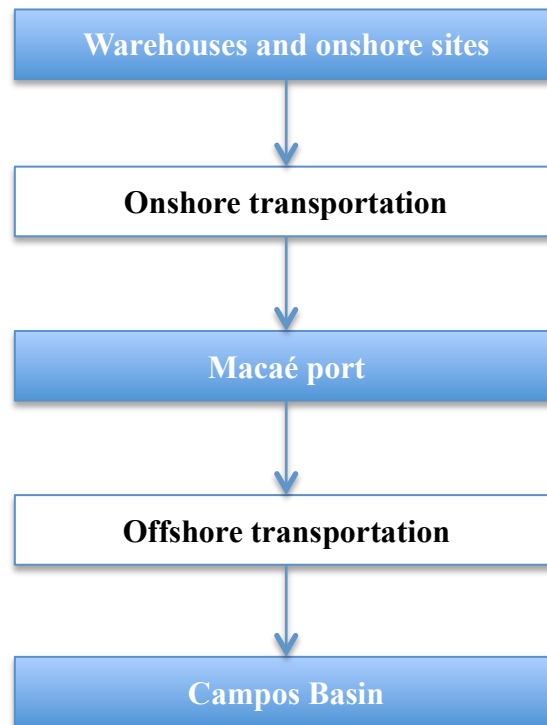 Warehouses and onshore sites
Onshore transportation
Macaé port
Offshore transportation
Campos Basin